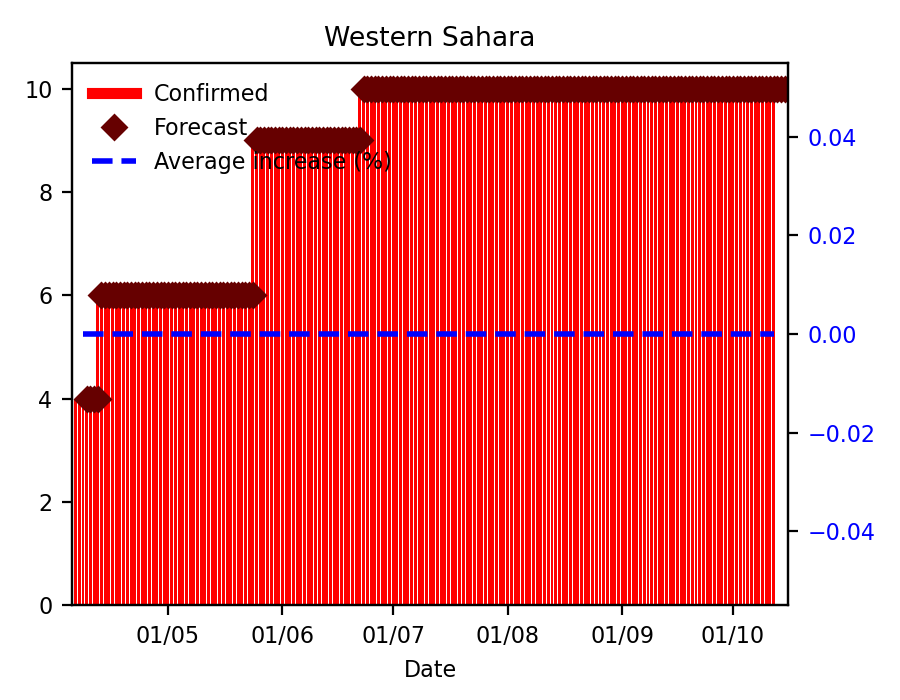 Western Sahara
Confirmed
Forecast
Average increase (%)
10
8
6
4
2
0
0.04
0.02
0.00
−0.02
−0.04
01/05 01/06 01/07 01/08 01/09 01/10
Date